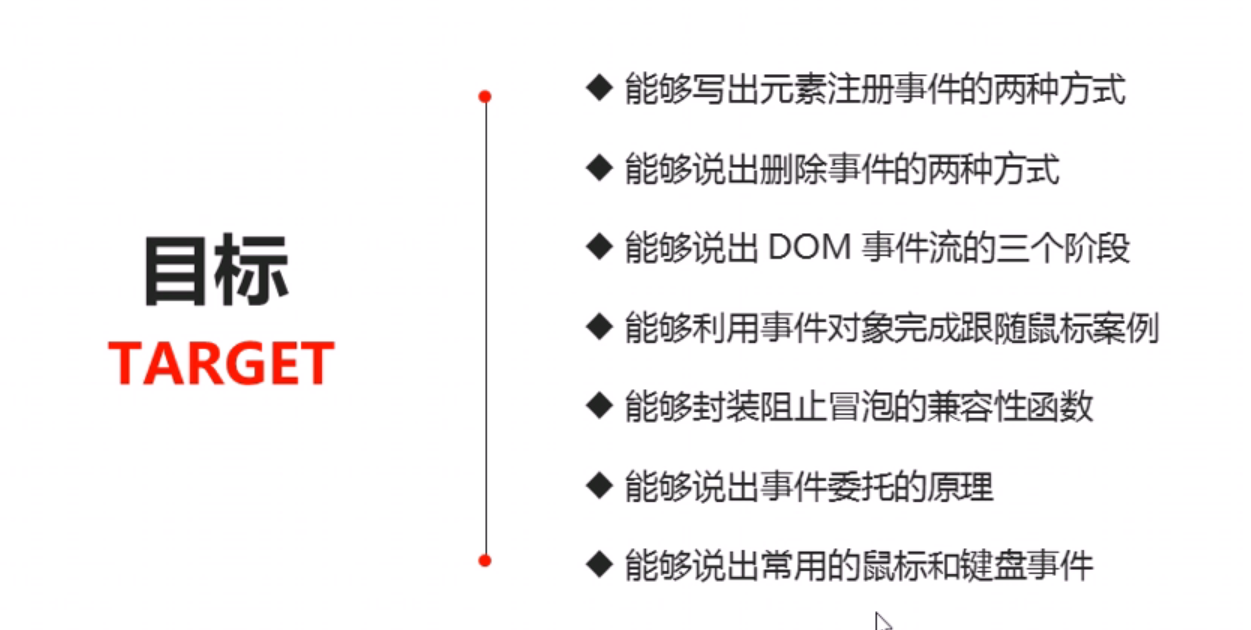 目标
TARGET
◆ 能够写出元素注册事件的两种方式
◆ 能够说出删除事件的两种方式
◆ 能够说出 DOM 事件流的三个阶段
◆ 能够利用事件对象完成跟随鼠标案例
◆ 能够封装阻止冒泡的兼容性函数
◆ 能够说出事件委托的原理
◆ 能够说出常用的鼠标和键盘事件